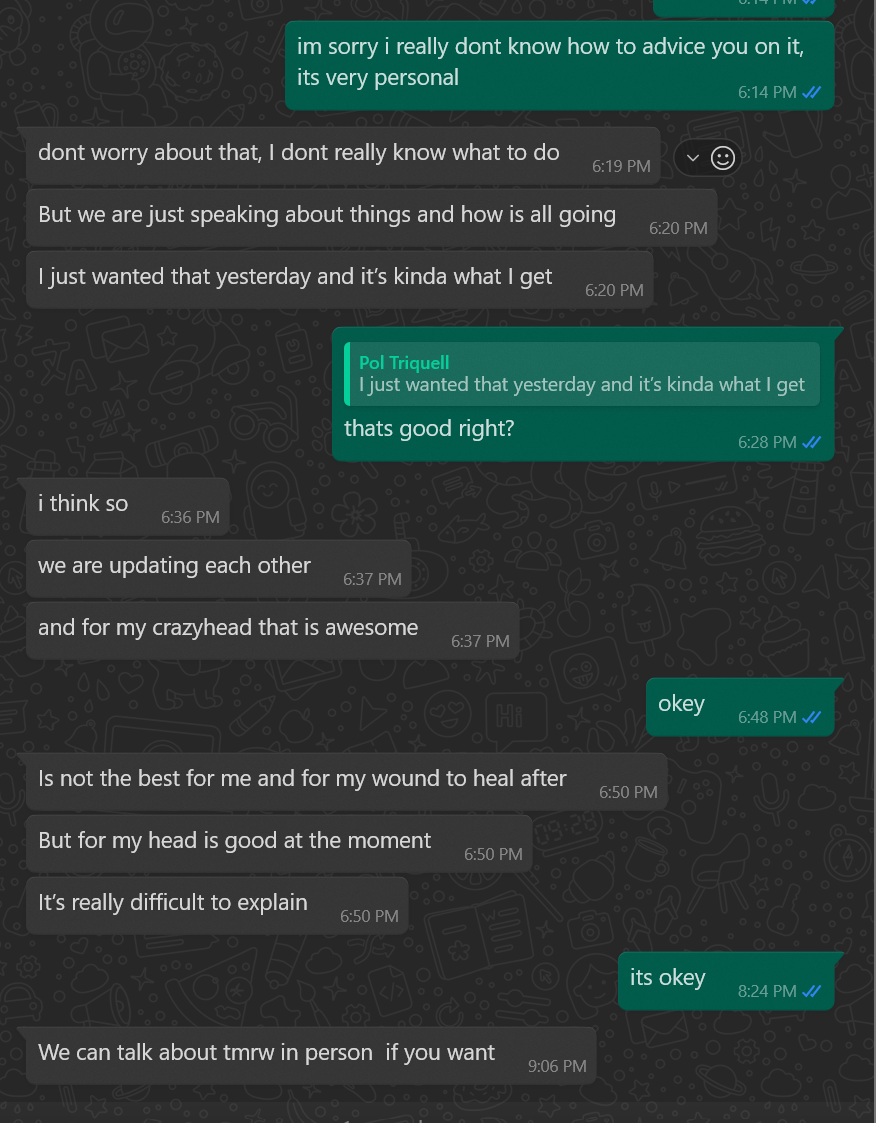 6:14 PM
im sorry i really dont know how to advice you on it,
its very personal
6:14 PM
dont worry about that, I dont really know what to do
6:19 PM
But we are just speaking about things and how is all going
6:20 PM
I just wanted that yesterday and it's kinda what I get
6:20 PM
Pol Triquell
I just wanted that yesterday and it's kinda what I get
thats good right?
6:28 PM
i think so
6:36 PM
we are updating each other
6:37 PM
and for my crazyhead that is awesome
6:37 PM
okey
6:48 PM
Is not the best for me and for my wound to heal after
6:50 PM
But for my head is good at the moment
6:50 PM
It's really difficult to explain
6:50 PM
its okey
8:24 PM
We can talk about tmrw in person if you want
9:06 PM